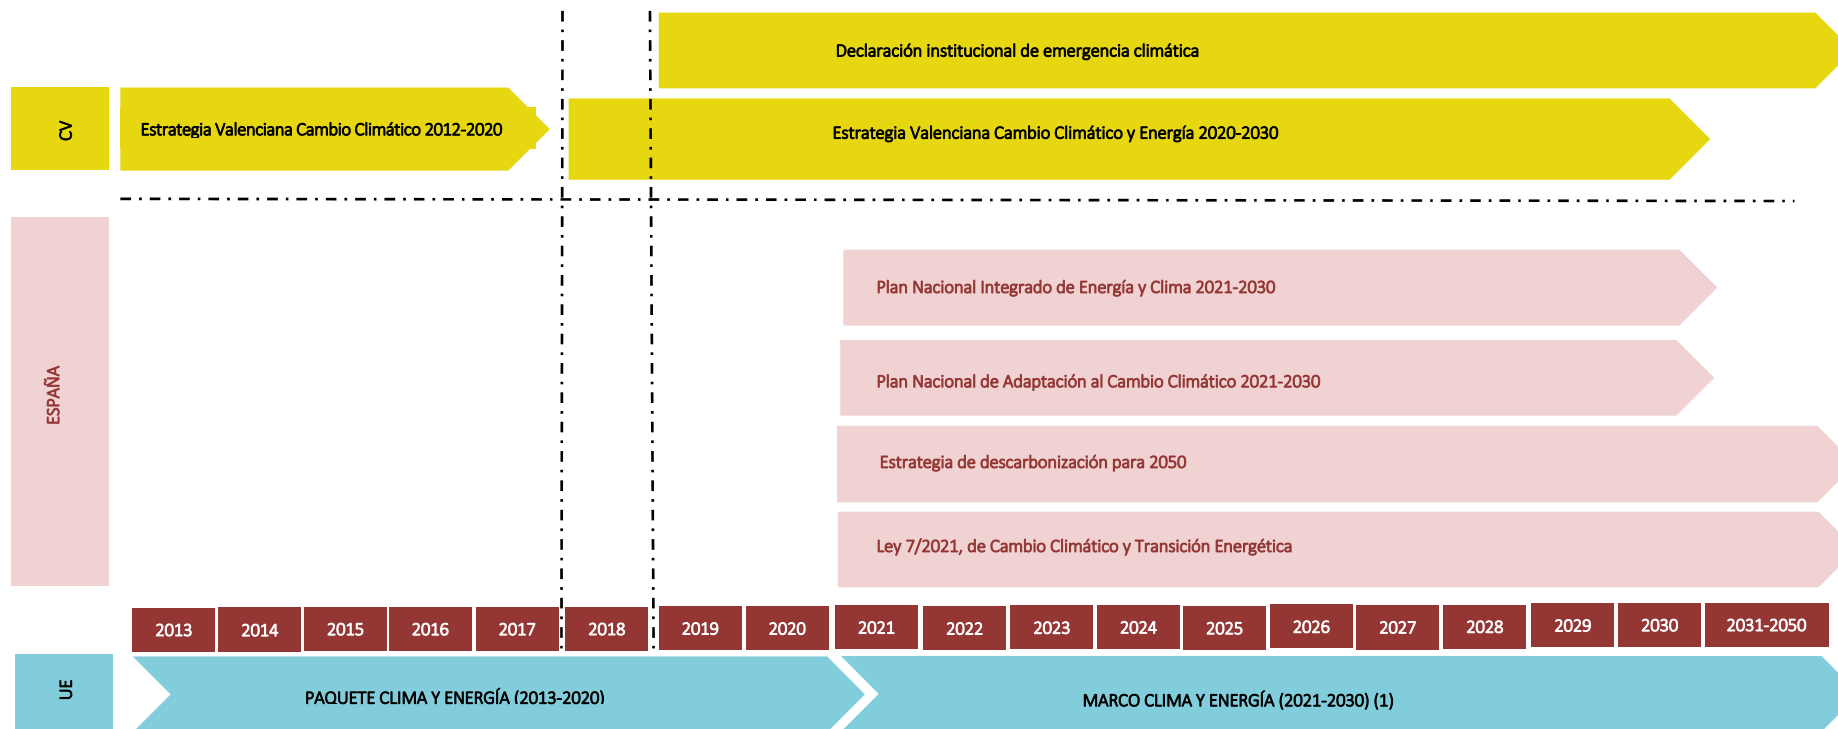 Declaración institucional de emergencia climática
CV
Estrategia Valenciana Cambio Climático 2012-2020
Estrategia Valenciana Cambio Climático y Energía 2020-2030
ESPAÑA
Plan Nacional Integrado de Energía y Clima 2021-2030
Plan Nacional de Adaptación al Cambio Climático 2021-2030
Estrategia de descarbonización para 2050
Ley 7/2021, de Cambio Climático y Transición Energética
2013 2014 2015 2016 2017 2018 2019 2020 2021 2022 2023 2024 2025 2026 2027 2028 2029 2030 2031-2050
UE
PAQUETE CLIMA Y ENERGÍA (2013-2020)
MARCO CLIMA Y ENERGÍA (2021-2030) (1)